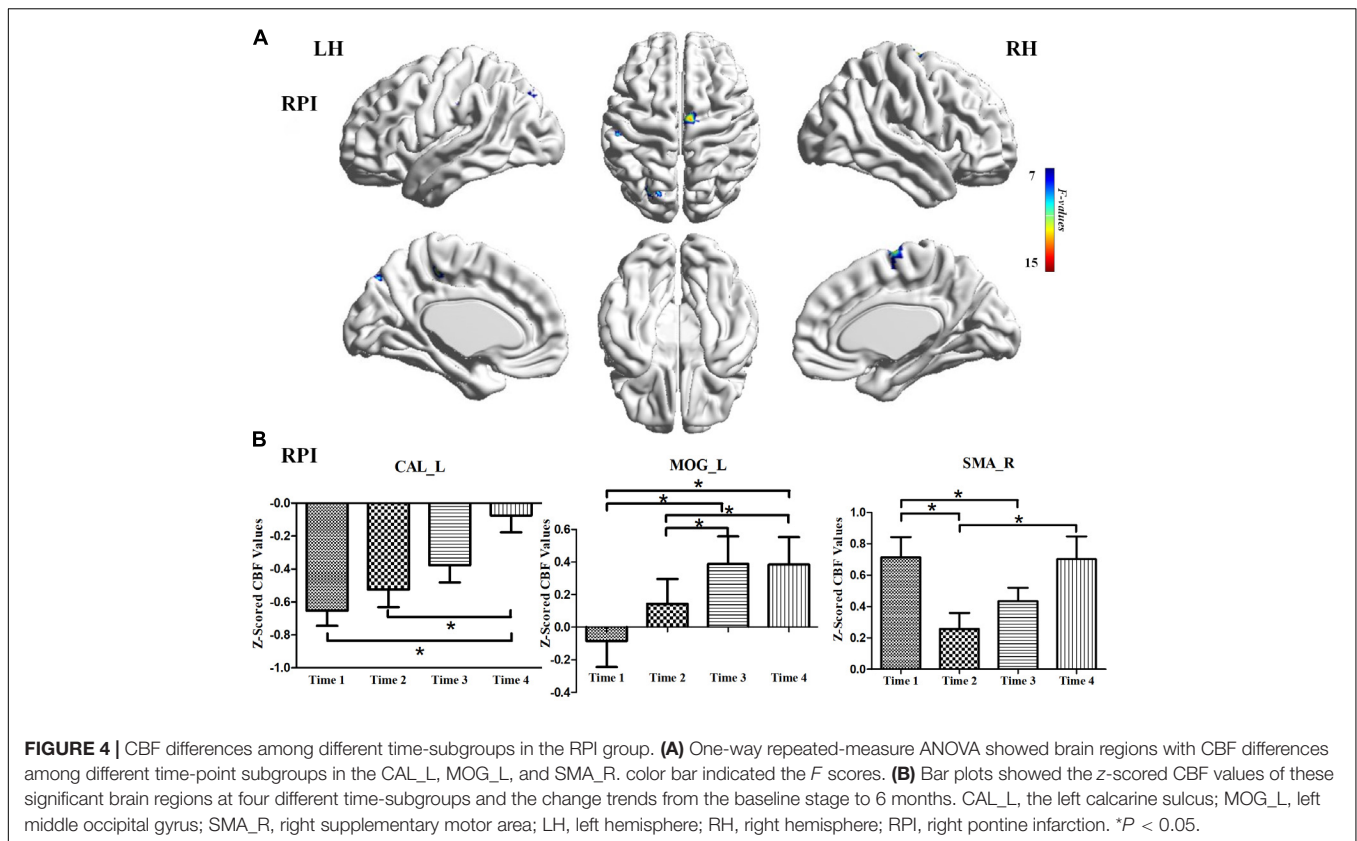 A
LH
RH
RPI
7
F-values
15
B
RPI
CAL_L
MOG_L
SMA_R
Z-Scored CBF Values
-0.0
-0.2
-0.4
-0.6
-0.8
-1.0
*
*
Time 1 Time 2 Time 3 Time 4
Z-Scored CBF Values
0.6
0.4
0.2
0.0
-0.2
-0.4
*
*
*
*
Time 1 Time 2 Time 3 Time 4
Z-Scored CBF Values
1.0
0.8
0.6
0.4
0.2
0.0
*
*
*
Time 1 Time 2 Time 3 Time 4
FIGURE 4 | CBF differences among different time-subgroups in the RPI group. (A) One-way repeated-measure ANOVA showed brain regions with CBF differences
among different time-point subgroups in the CAL_L, MOG_L, and SMA_R. color bar indicated the F scores. (B) Bar plots showed the z-scored CBF values of these
significant brain regions at four different time-subgroups and the change trends from the baseline stage to 6 months. CAL_L, the left calcarine sulcus; MOG_L, left
middle occipital gyrus; SMA_R, right supplementary motor area; LH, left hemisphere; RH, right hemisphere; RPI, right pontine infarction. *P < 0.05.